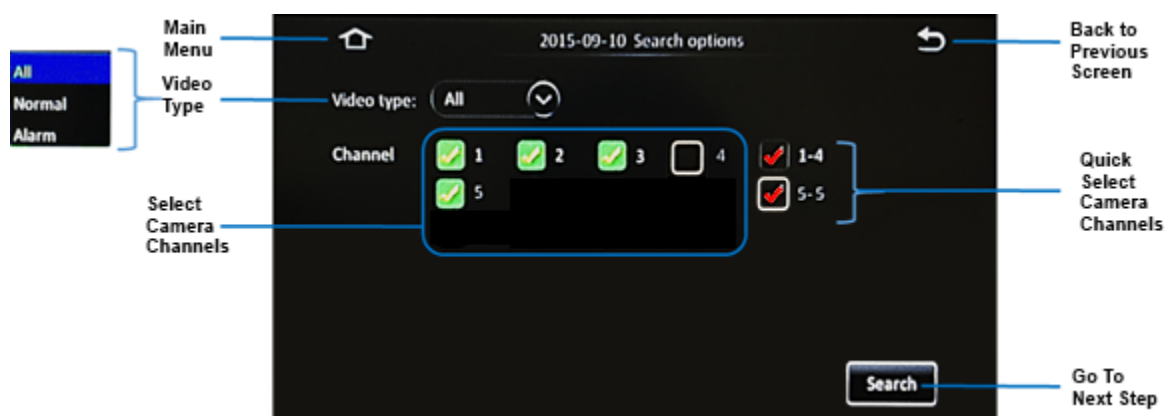 Main
Menu
2015-09-10 Search options
Back to
Previous
Screen
All
Normal
Alarm
Video
Type
Video type: All
Channel 1 2 3 4 1-4
5 5-5
Select
Camera
Channels
Quick
Select
Camera
Channels
Search
Go To
Next Step